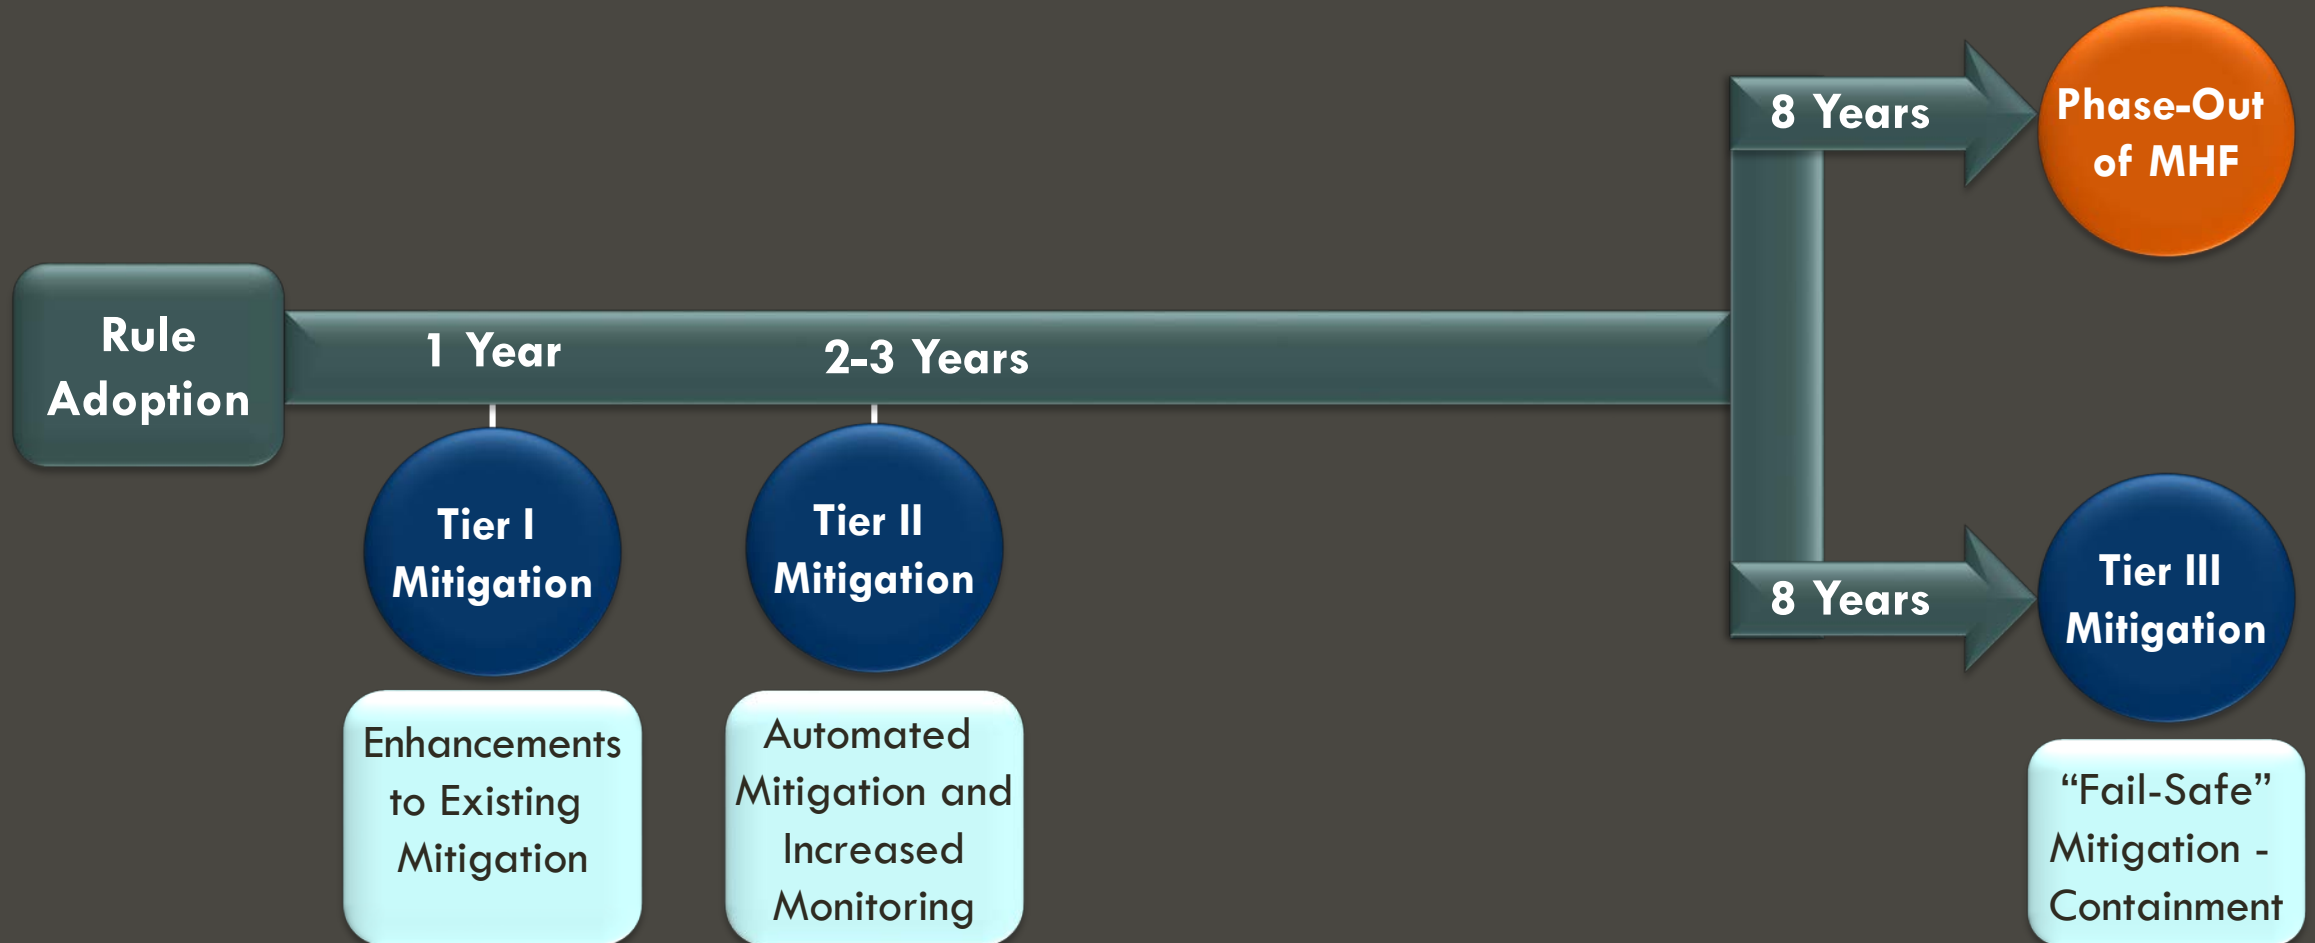 Rule
Adoption
1 Year
2-3 Years
8 Years
Phase-Out
of MHF
8 Years
Tier I
Mitigation
Enhancements
to Existing
Mitigation
Tier II
Mitigation
Automated
Mitigation and
Increased
Monitoring
Tier III
Mitigation
“Fail-Safe”
Mitigation -
Containment